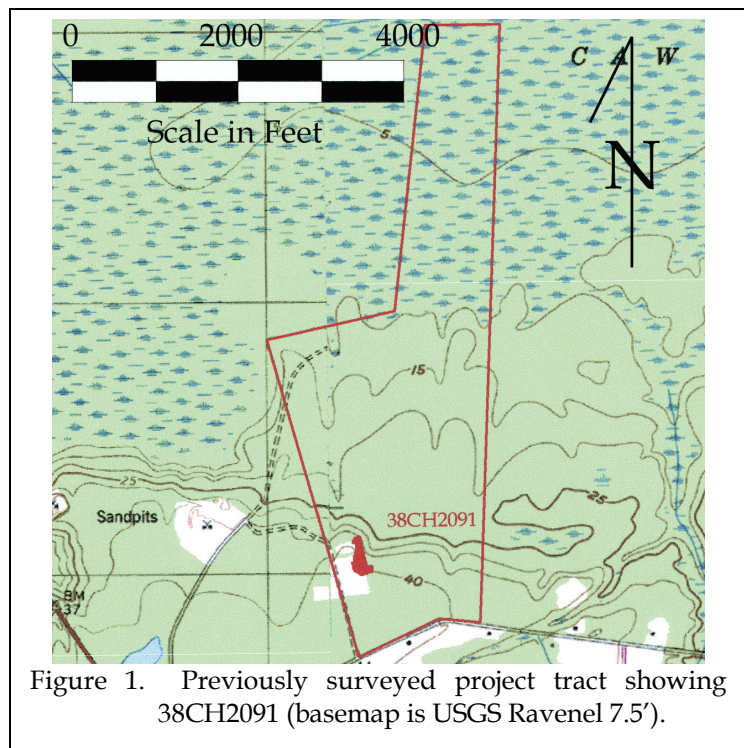 0 2000 4000
Scale in Feet
C A W
N
5
15
25
Sandpits
38CH2091
25
40
BM
37
Figure 1. Previously surveyed project tract showing
38CH2091 (basemap is USGS Ravenel 7.5').